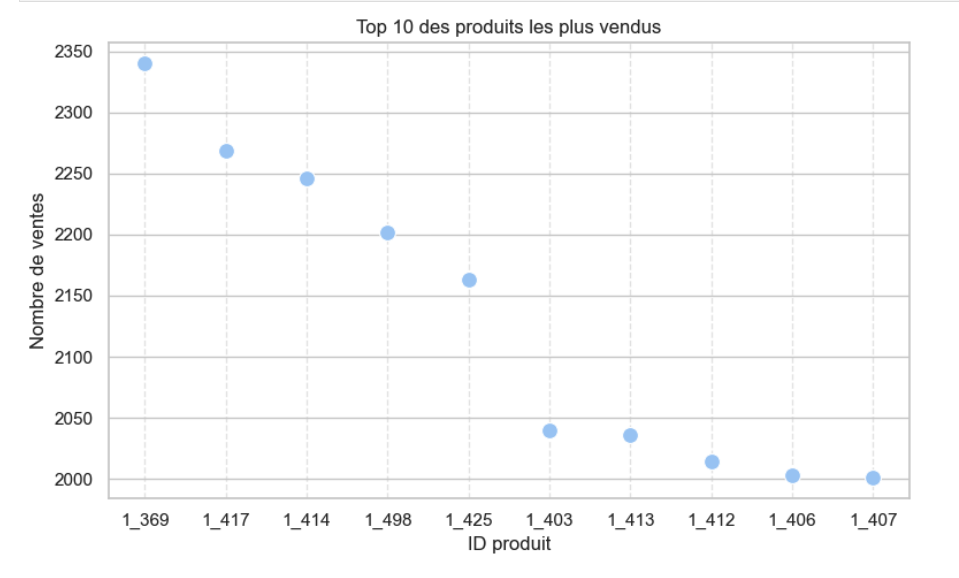 Top 10 des produits les plus vendus
2350
2300
2250
2200
2150
2100
2050
2000
Nombre de ventes
1_369 1_417 1_414 1_498 1_425 1_403 1_413 1_412 1_406 1_407
ID produit